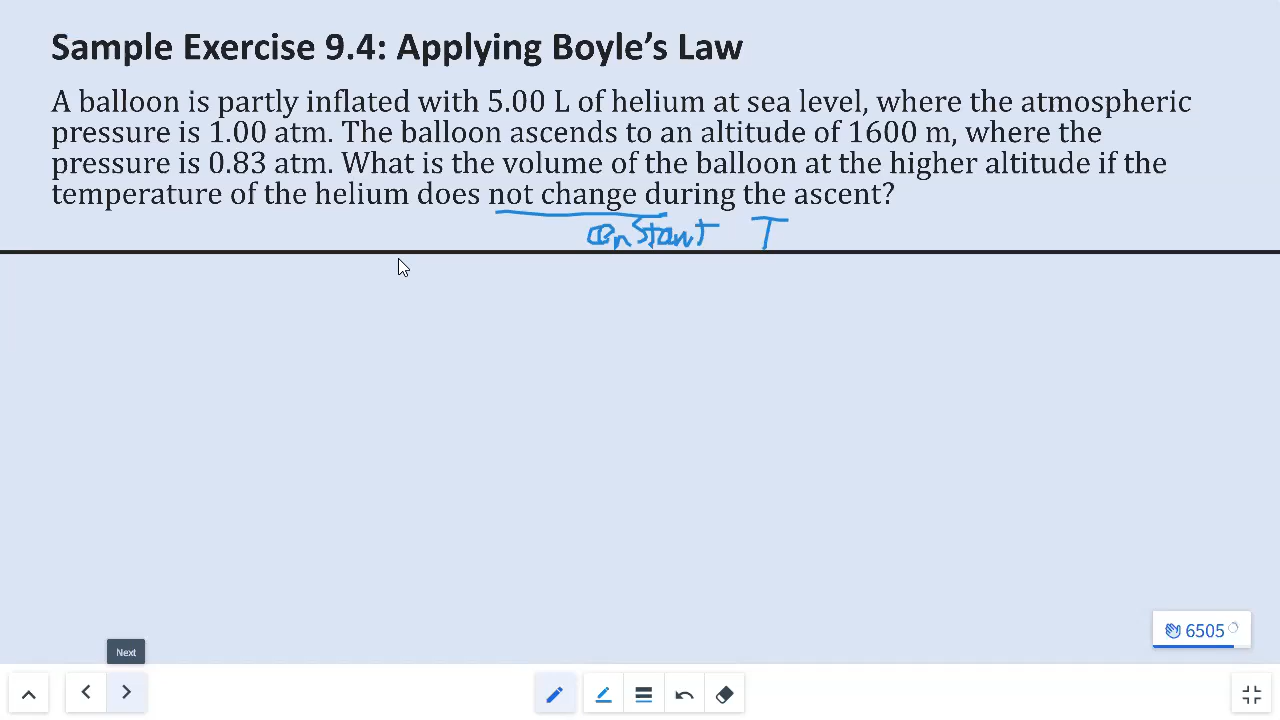 Sample Exercise 9.4: Applying Boyle’s Law
A balloon is partly inflated with 5.00 L of helium at sea level, where the atmospheric
pressure is 1.00 atm. The balloon ascends to an altitude of 1600 m, where the
pressure is 0.83 atm. What is the volume of the balloon at the higher altitude if the
temperature of the helium does not change during the ascent?
constant T
6505
Next